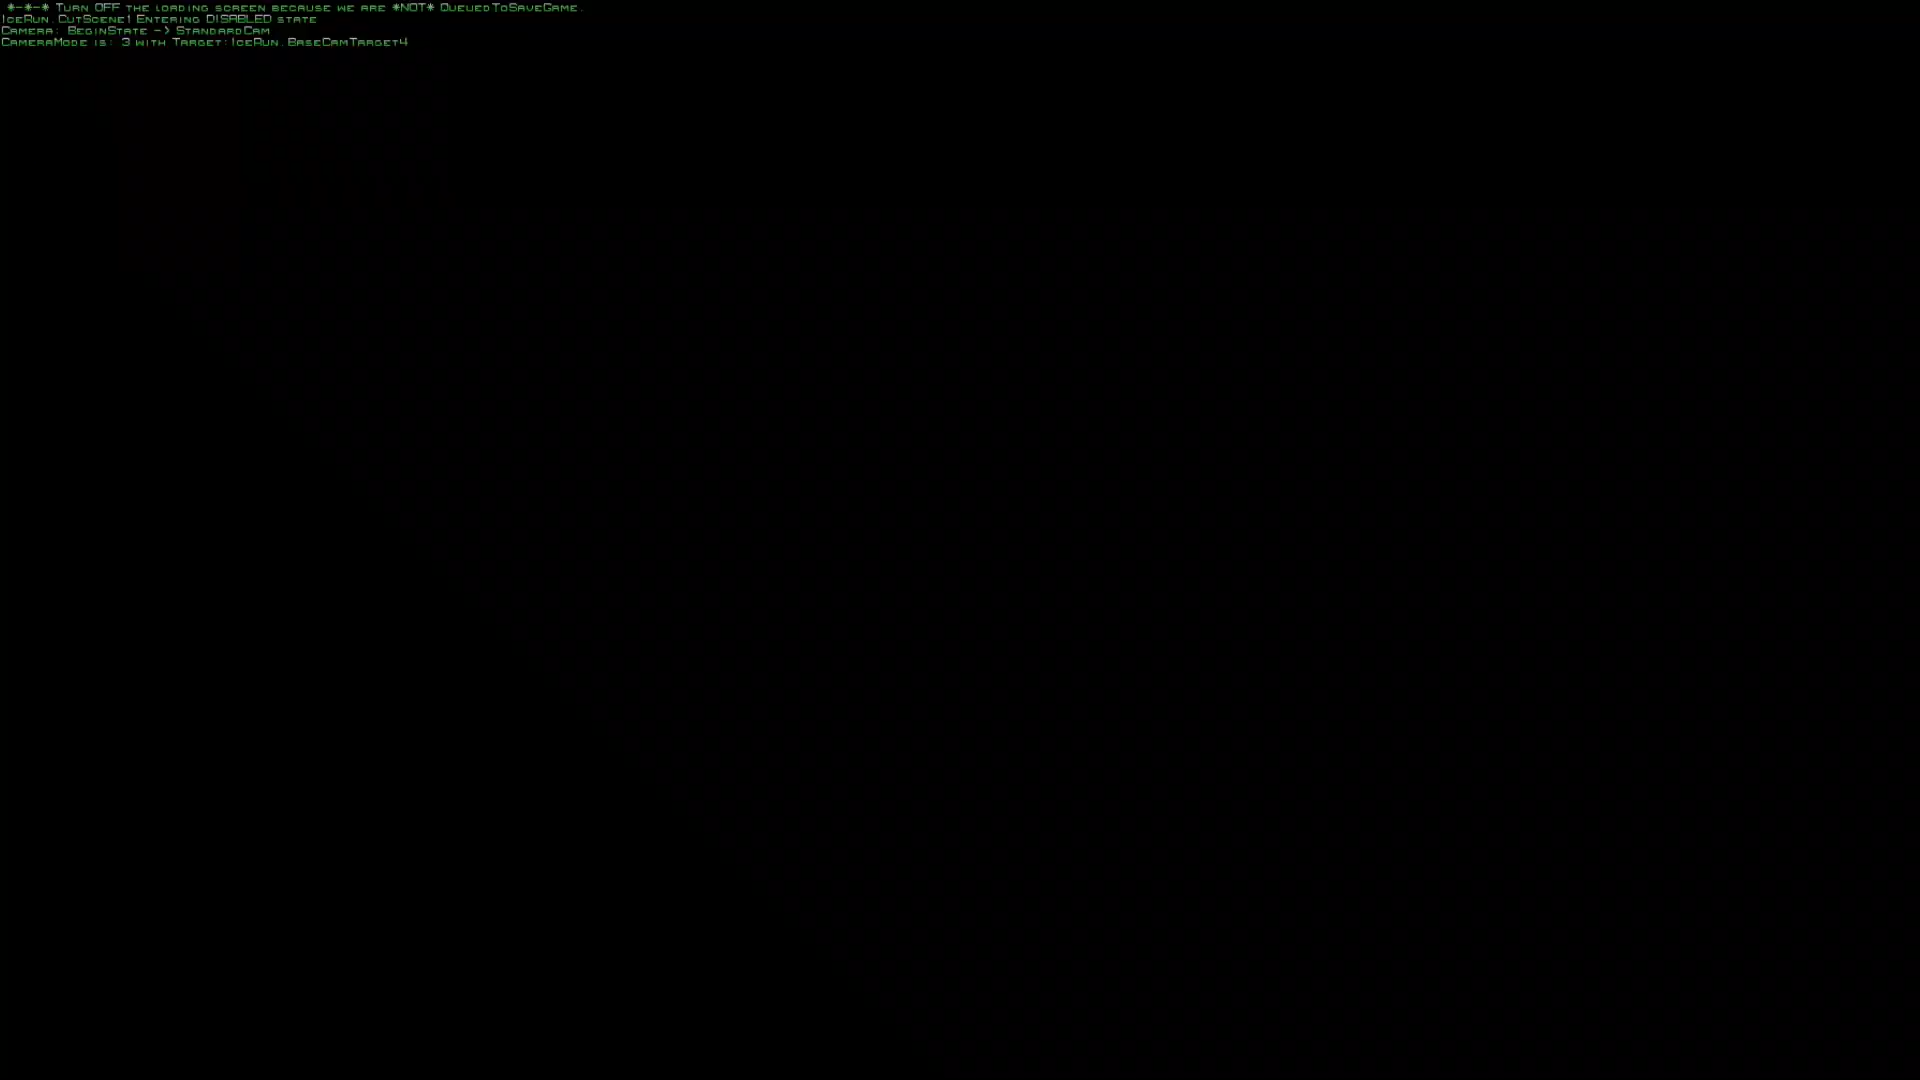 *-*-* Turn OFF the loading screen because we are *NOT* QueuedToSaveGame.
IceRun.CutScene1 Entering DISABLED state
Camera: BeginState -> StandardCam
CameraMode is: 3 with Target:IceRun.BaseCamTarget4